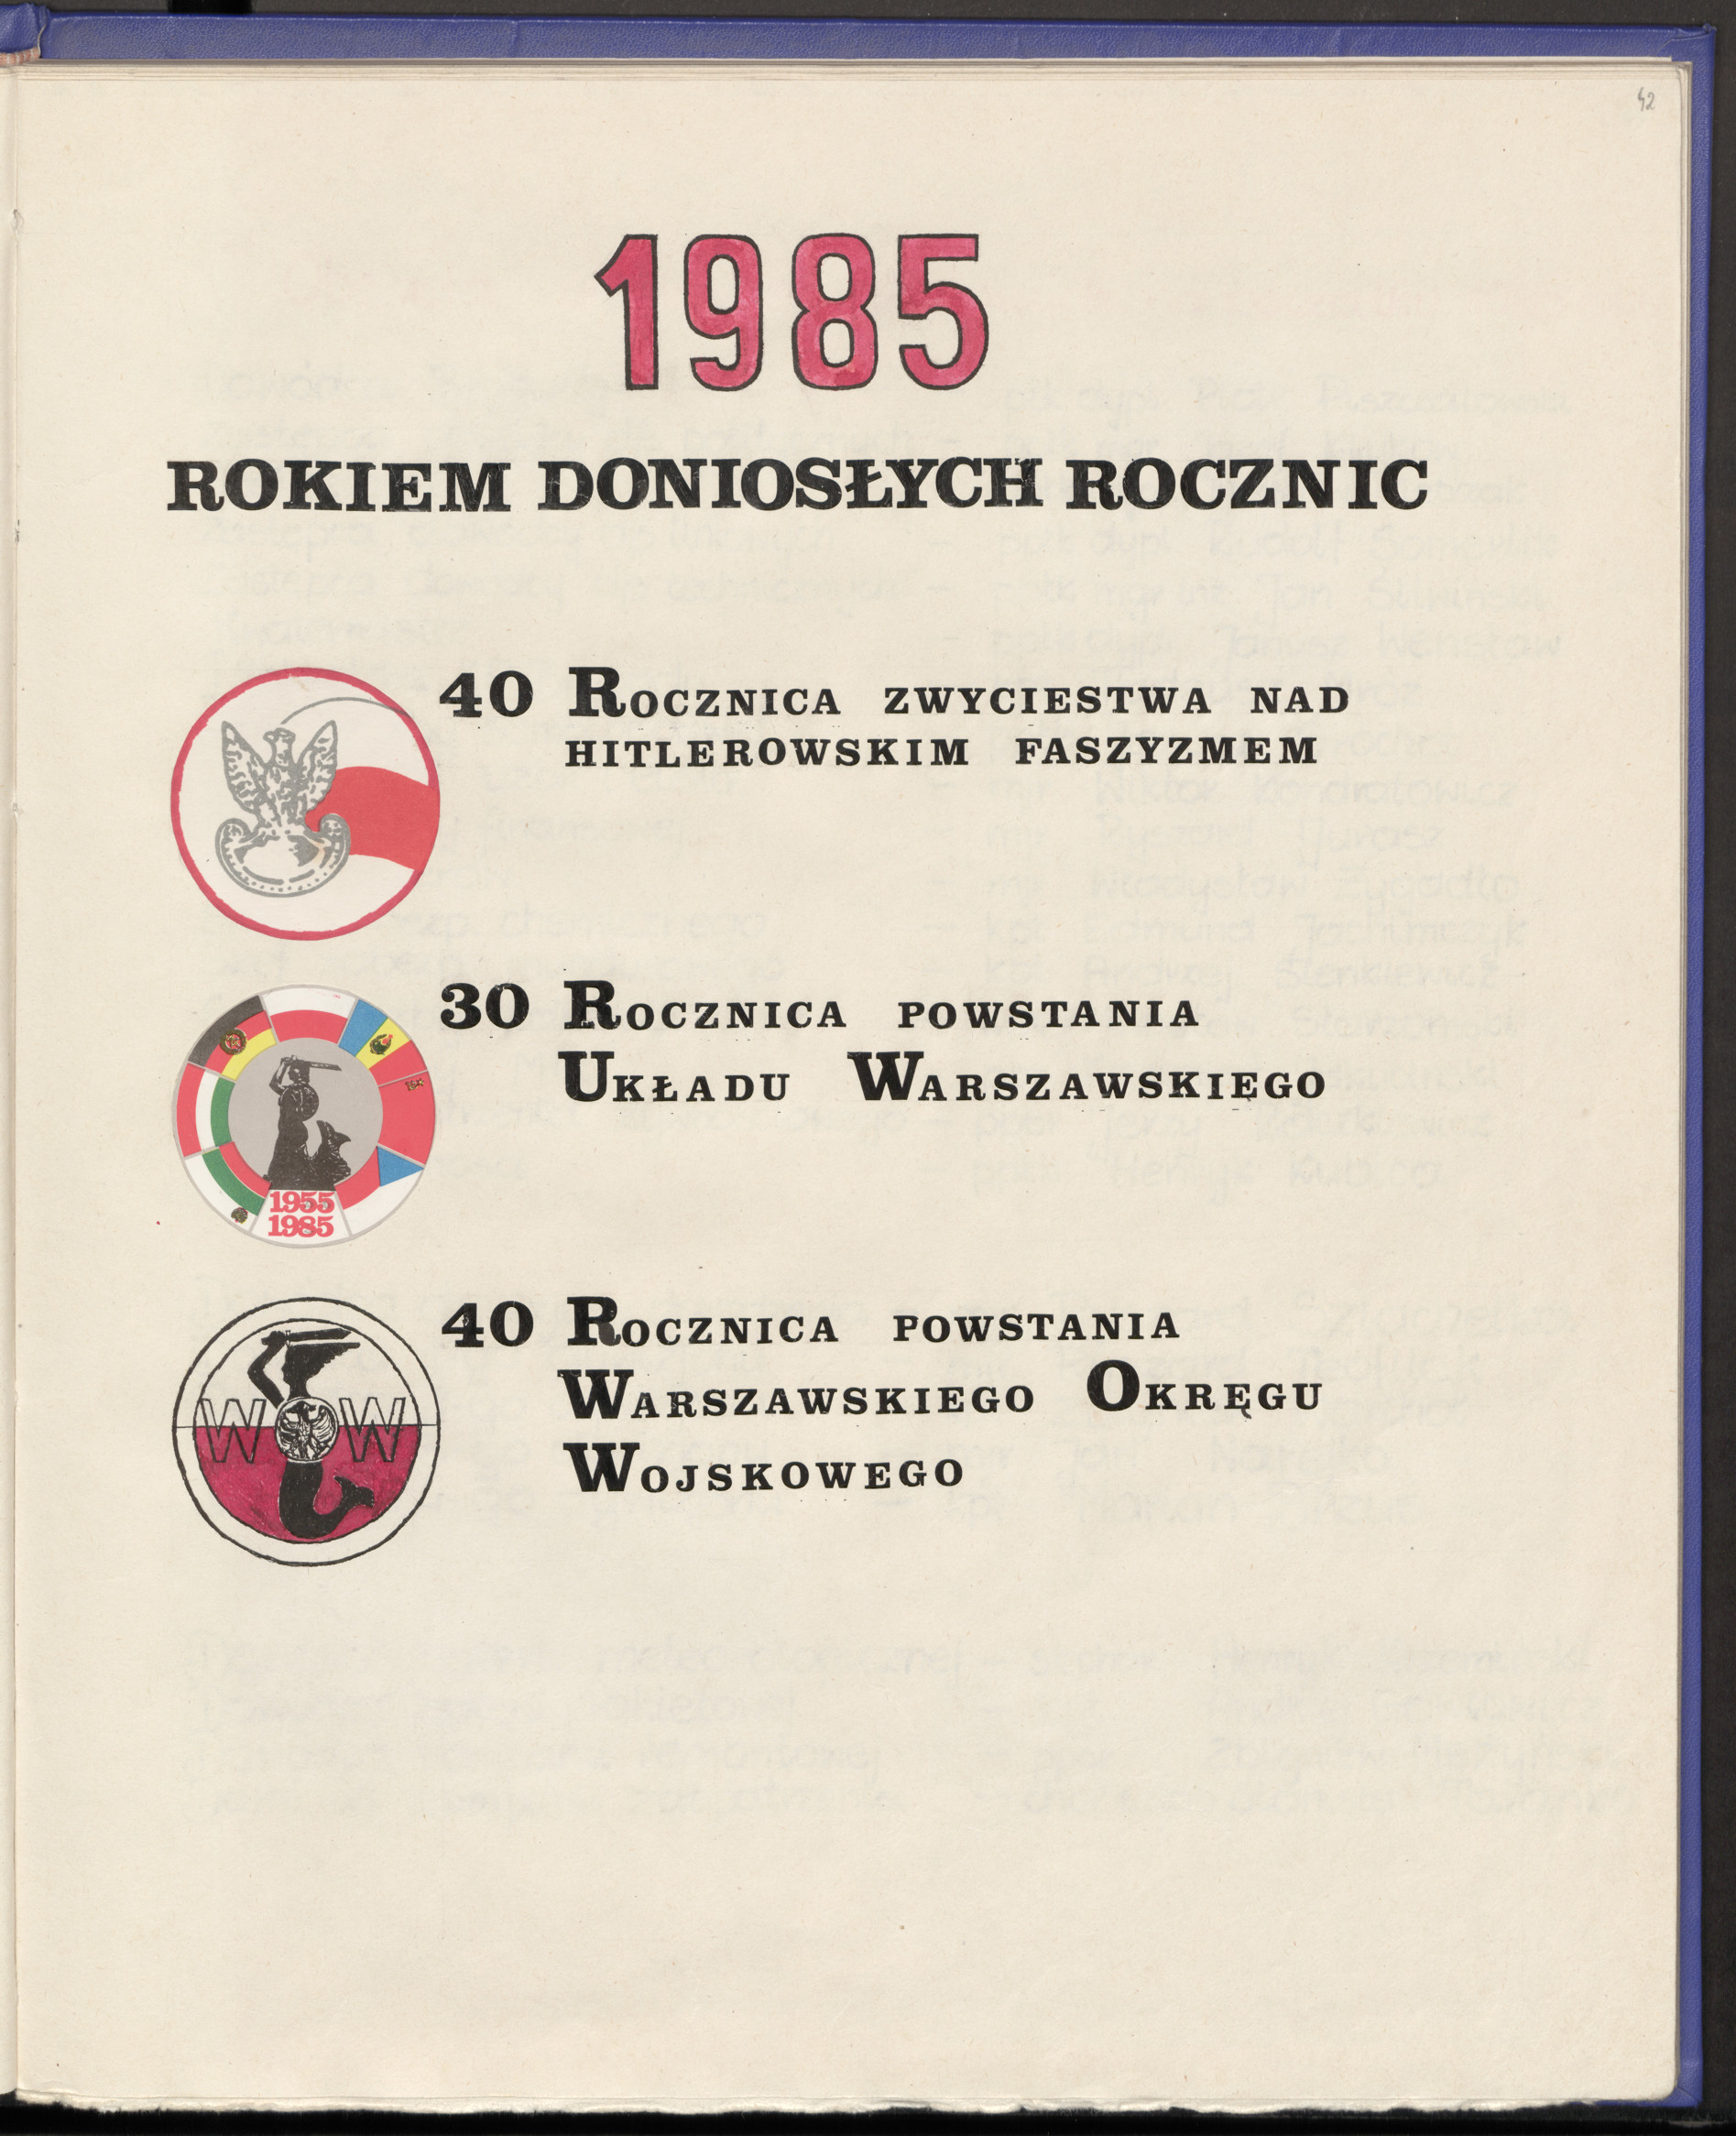 42
1985
ROKIEM DONIOSŁYCH ROCZNIC
40 ROCZNICA ZWYCIESTWA NAD
HITLEROWSKIM FASZYZMEM
30 ROCZNICA POWSTANIA
UKŁADU WARSZAWSKIEGO
1955
1985
40 ROCZNICA POWSTANIA
WARSZAWSKIEGO OKRĘGU
WOJSKOWEGO
W W